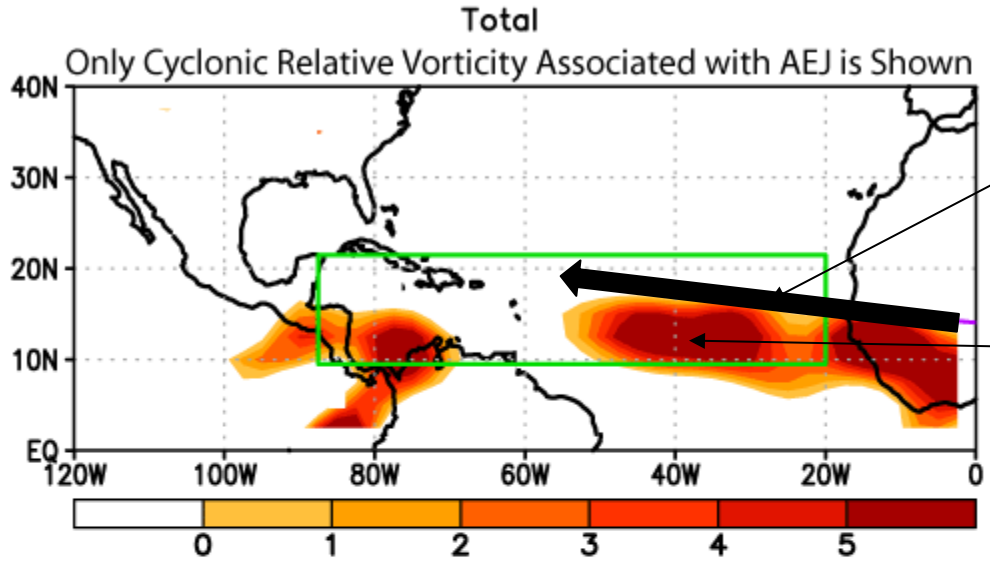 Total
Only Cyclonic Relative Vorticity Associated with AEJ is Shown
40N
30N
20N
10N
EQ
120W 100W 80W 60W 40W 20W 0
0 1 2 3 4 5